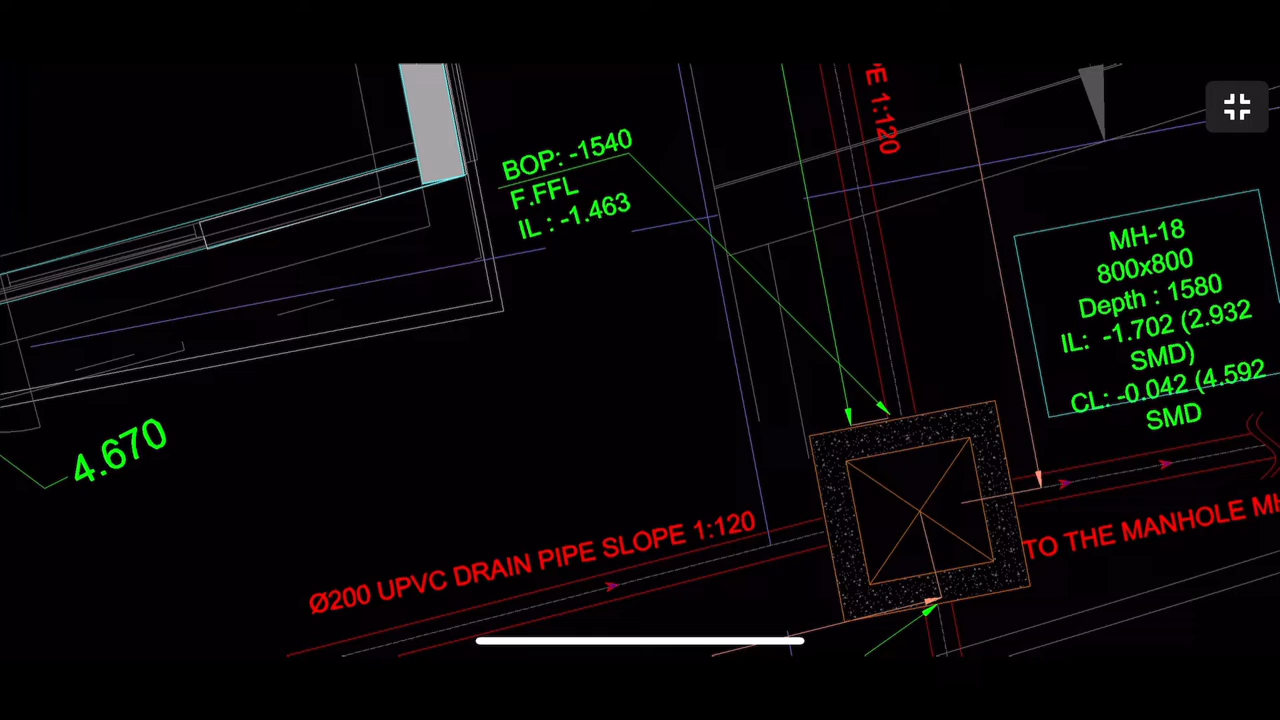 PE 1:120
BOP: -1540
F.FFL
IL : -1.463
MH-18
800x800
Depth : 1580
IL: -1.702 (2.932
SMD)
CL: -0.042 (4.592
SMD
4.670
Ø200 UPVC DRAIN PIPE SLOPE 1:120
TO THE MANHOLE MH